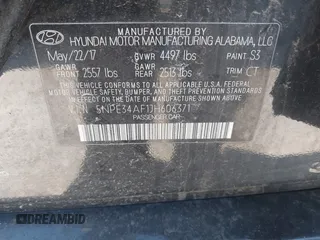 MANUFACTURED BY
HYUNDAI MOTOR MANUFACTURING ALABAMA, LLC
May/22/17 GVWR 4497 lbs PAINT S3
GAWR FRONT 2557 lbs GAWR REAR 2513 lbs TRIM CT
THIS VEHICLE CONFORMS TO ALL APPLICABLE
FEDERAL MOTOR VEHICLE SAFETY, BUMPER, AND
THEFT PREVENTION STANDARDS IN EFFECT ON
THE DATE OF MANUFACTURE SHOWN ABOVE.
5NPE34AF1JH606371
PASSENGER CAR
© AUTOBIDMASTER